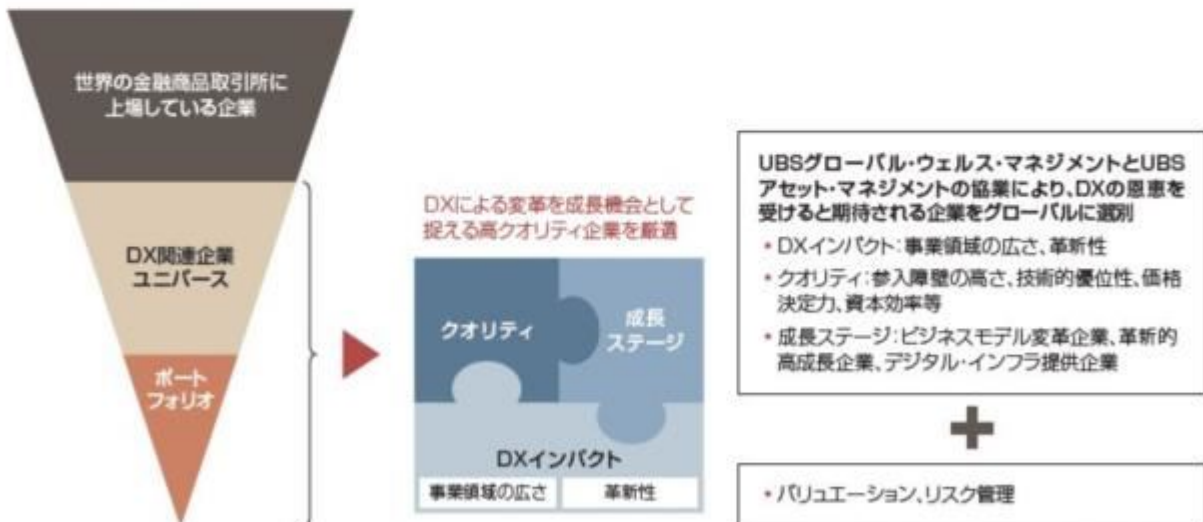 世界の金融商品取引所に
上場している企業
DX関連企業
ユニバース
ポート
フォリオ
DXによる変革を成長機会として
捉える高クオリティ企業を厳選
クオリティ
成長
ステージ
DXインパクト
事業領域の広さ
革新性
UBSグローバル・ウェルス・マネジメントとUBS
アセット・マネジメントの協業により、DXの恩恵を
受けると期待される企業をグローバルに選別
・DXインパクト:事業領域の広さ、革新性
・クオリティ:参入障壁の高さ、技術的優位性、価格
決定力、資本効率等
・成長ステージ:ビジネスモデル変革企業、革新的
高成長企業、デジタル・インフラ提供企業
+
・バリュエーション、リスク管理